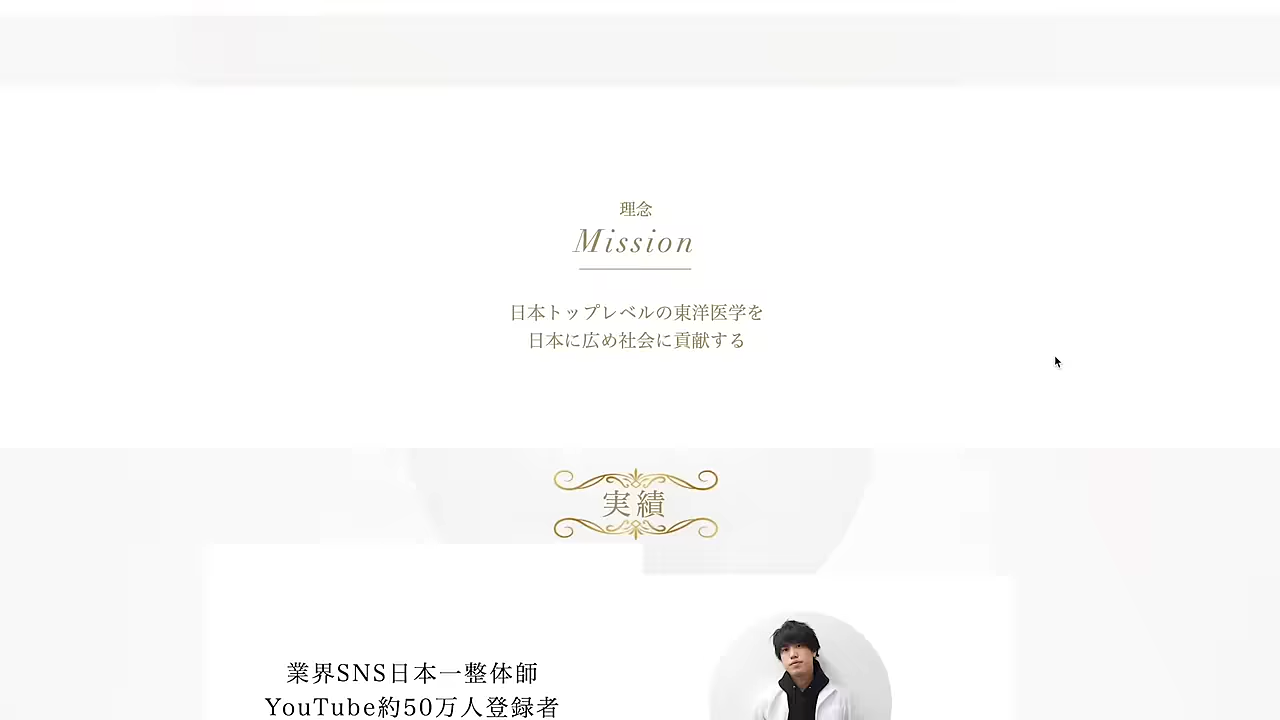 理念
Mission
日本トップレベルの東洋医学を
日本に広め社会に貢献する
実績
業界SNS日本一整体師
YouTube約50万人登録者